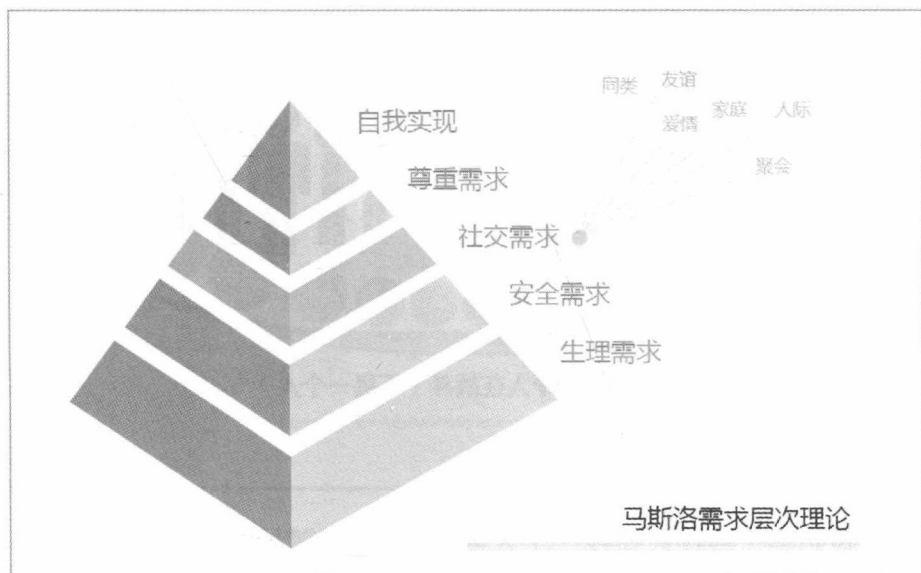 同类 友谊
爱情 家庭 人际
聚会
自我实现
尊重需求
社交需求
安全需求
生理需求
马斯洛需求层次理论